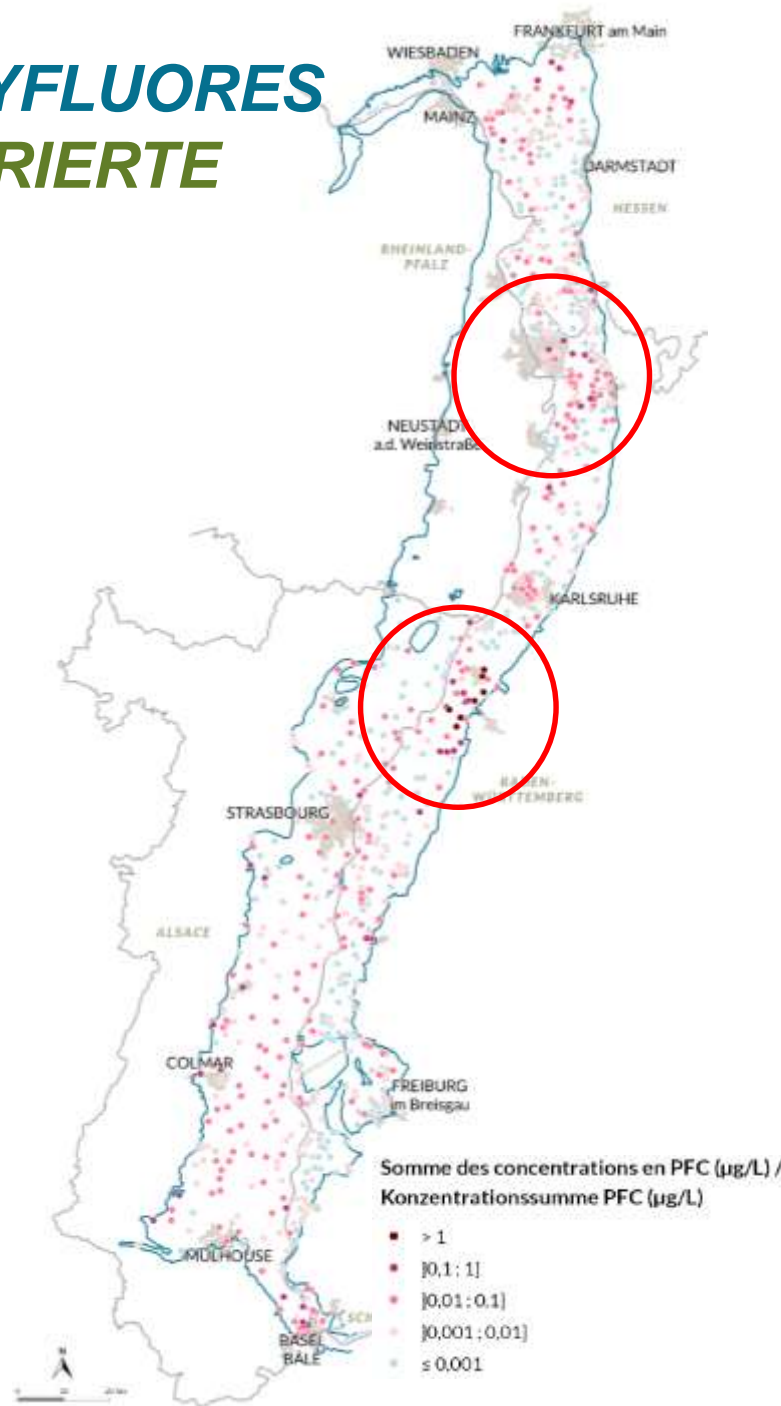 YFLUORES
RIERTE
FRANKFURT am Main
WIESBADEN
MAINZ
DARMSTADT
HESSEN
RHEINLAND-
PFALZ
NEUSTADT
a.d. Weinstraße
KARLSRUHE
BADEN-
WÜRTTEMBERG
STRASBOURG
ALSACE
COLMAR
FREIBURG
im Breisgau
Somme des concentrations en PFC (µg/L) /
Konzentrationssumme PFC (µg/L)
> 1
]0,1 ; 1]
]0,01 ; 0,1]
]0,001 ; 0,01]
≤ 0,001
MULHOUSE
SCH
BASEL
BÂLE
N